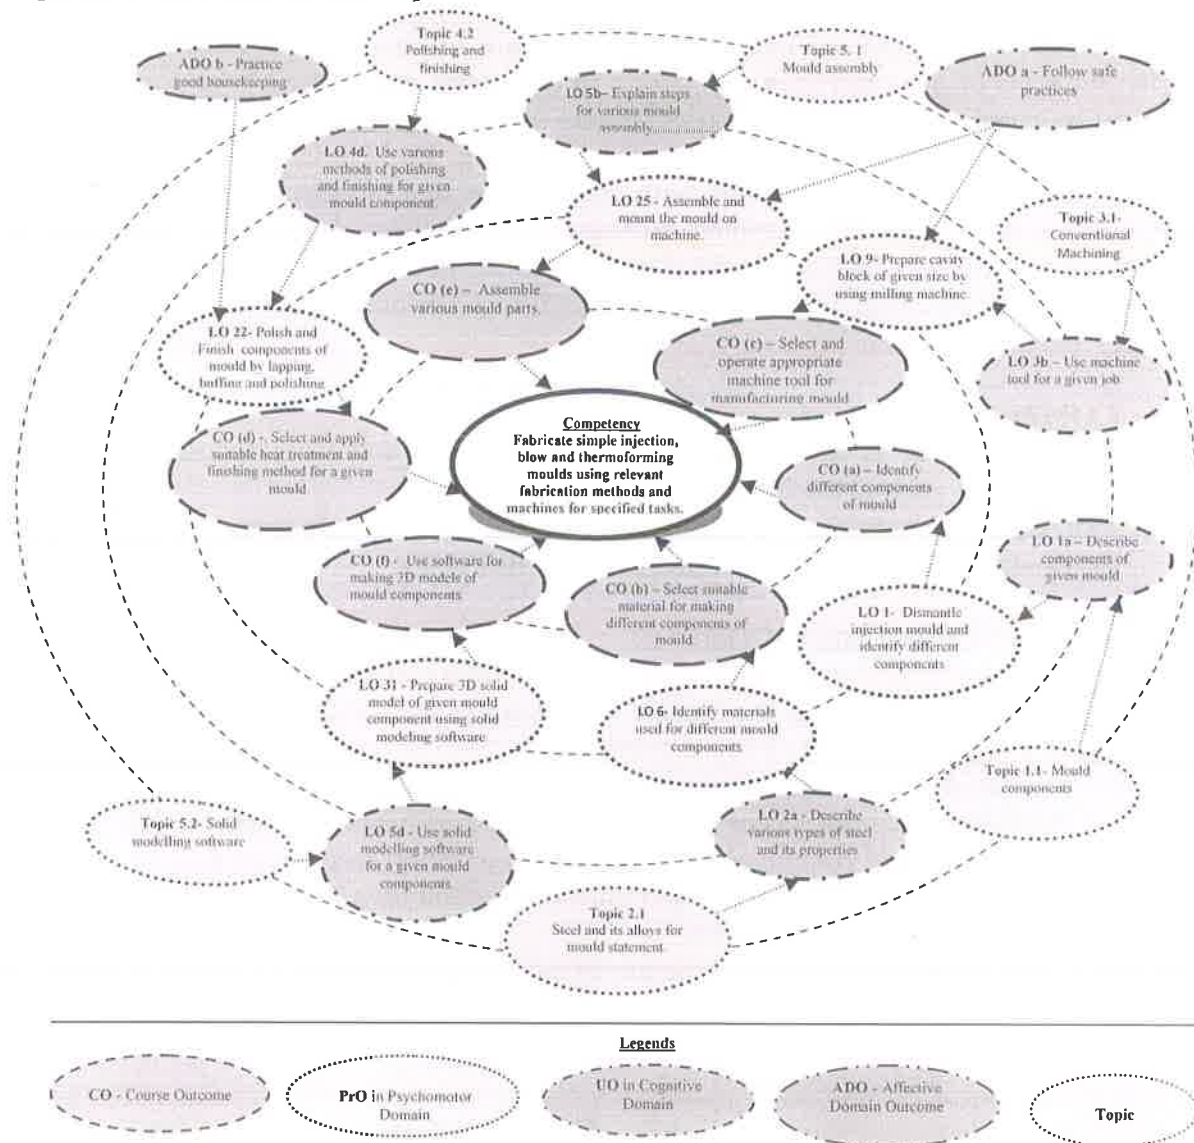 Topic 4.2
Polishing and
finishing
Topic 5. 1
Mould assembly
ADO b - Practice
good housekeeping
ADO a - Follow safe
practices
LO 5b– Explain steps
for various mould
assembly
LO 4d. Use various
methods of polishing
and finishing for given
mould component.
LO 25 - Assemble and
mount the mould on
machine.
Topic 3.1-
Conventional
Machining
LO 9- Prepare cavity
block of given size by
using milling machine.
CO (e) – Assemble
various mould parts.
LO 22- Polish and
Finish components of
mould by lapping,
buffing and polishing
CO (c) – Select and
operate appropriate
machine tool for
manufacturing mould
LO 3b – Use machine
tool for a given job
Competency
Fabricate simple injection,
blow and thermoforming
moulds using relevant
fabrication methods and
machines for specified tasks.
CO (d) -. Select and apply
suitable heat treatment and
finishing method for a given
mould
CO (a) – Identify
different components
of mould
LO 1a – Describe
components of
given mould
CO (f) - Use software for
making 3D models of
mould components
CO (b) – Select suitable
material for making
different components of
mould
LO 1- Dismantle
injection mould and
identify different
components
LO 31 - Prepare 3D solid
model of given mould
component using solid
modeling software
LO 6- Identify materials
used for different mould
components
Topic 1.1- Mould
components
Topic 5.2- Solid
modelling software
LO 5d - Use solid
modelling software
for a given mould
components
LO 2a - Describe
various types of steel
and its properties
Topic 2.1
Steel and its alloys for
mould statement
Legends
CO - Course Outcome
PrO in Psychomotor
Domain
UO in Cognitive
Domain
ADO - Affective
Domain Outcome
Topic